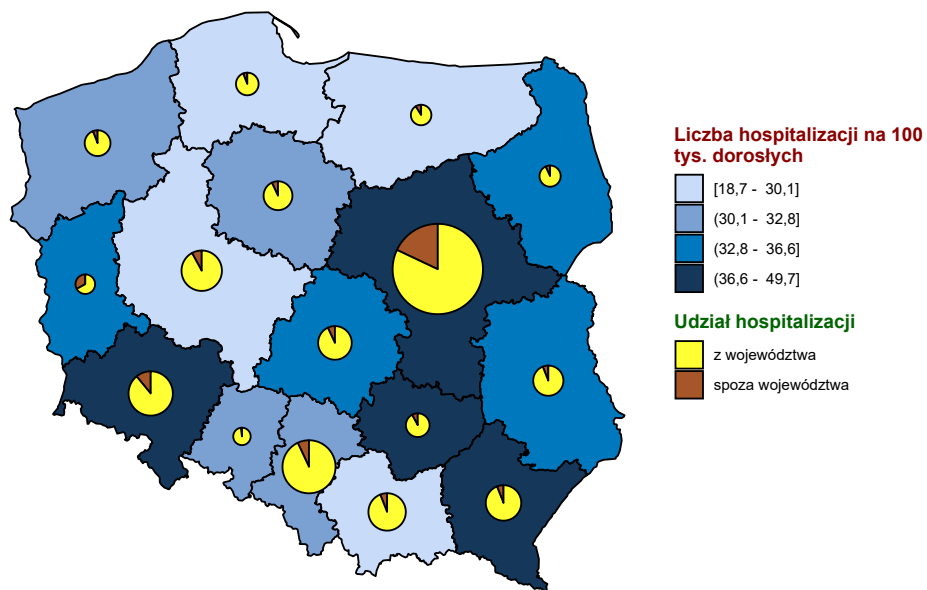 Liczba hospitalizacji na 100
tys. dorosłych
[18,7 - 30,1]
(30,1 - 32,8]
(32,8 - 36,6]
(36,6 - 49,7]
Udział hospitalizacji
z województwa
spoza województwa